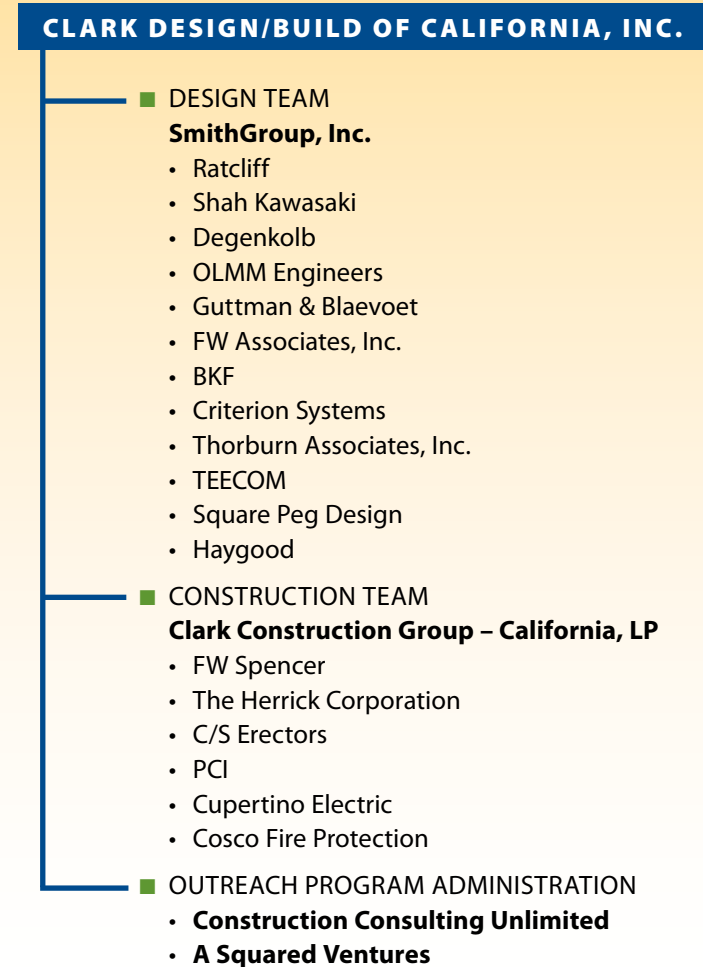 CLARK DESIGN/BUILD OF CALIFORNIA, INC.
■ DESIGN TEAM
SmithGroup, Inc.
• Ratcliff
• Shah Kawasaki
• Degenkolb
• OLMM Engineers
• Guttman & Blaevoet
• FW Associates, Inc.
• BKF
• Criterion Systems
• Thorburn Associates, Inc.
• TEECOM
• Square Peg Design
• Haygood
■ CONSTRUCTION TEAM
Clark Construction Group – California, LP
• FW Spencer
• The Herrick Corporation
• C/S Erectors
• PCI
• Cupertino Electric
• Cosco Fire Protection
■ OUTREACH PROGRAM ADMINISTRATION
• Construction Consulting Unlimited
• A Squared Ventures